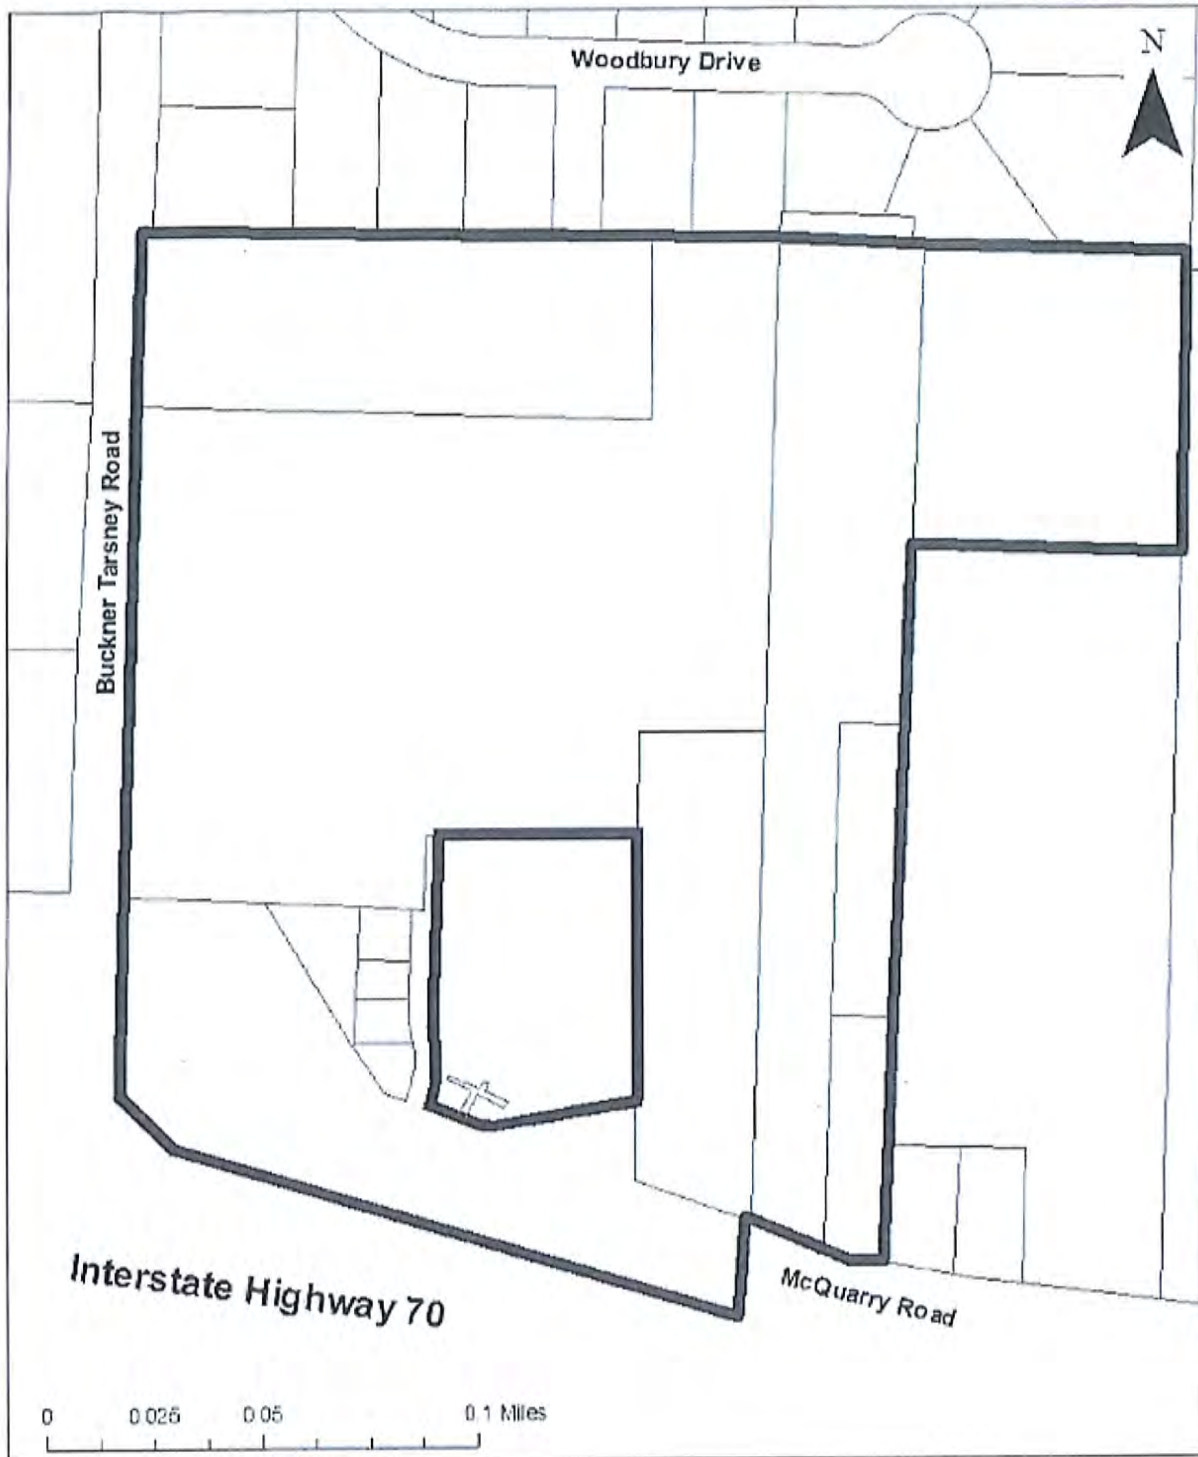 Woodbury Drive
N
Buckner Tarsney Road
Interstate Highway 70
McQuarry Road
0 0.025 0.05 0.1 Miles